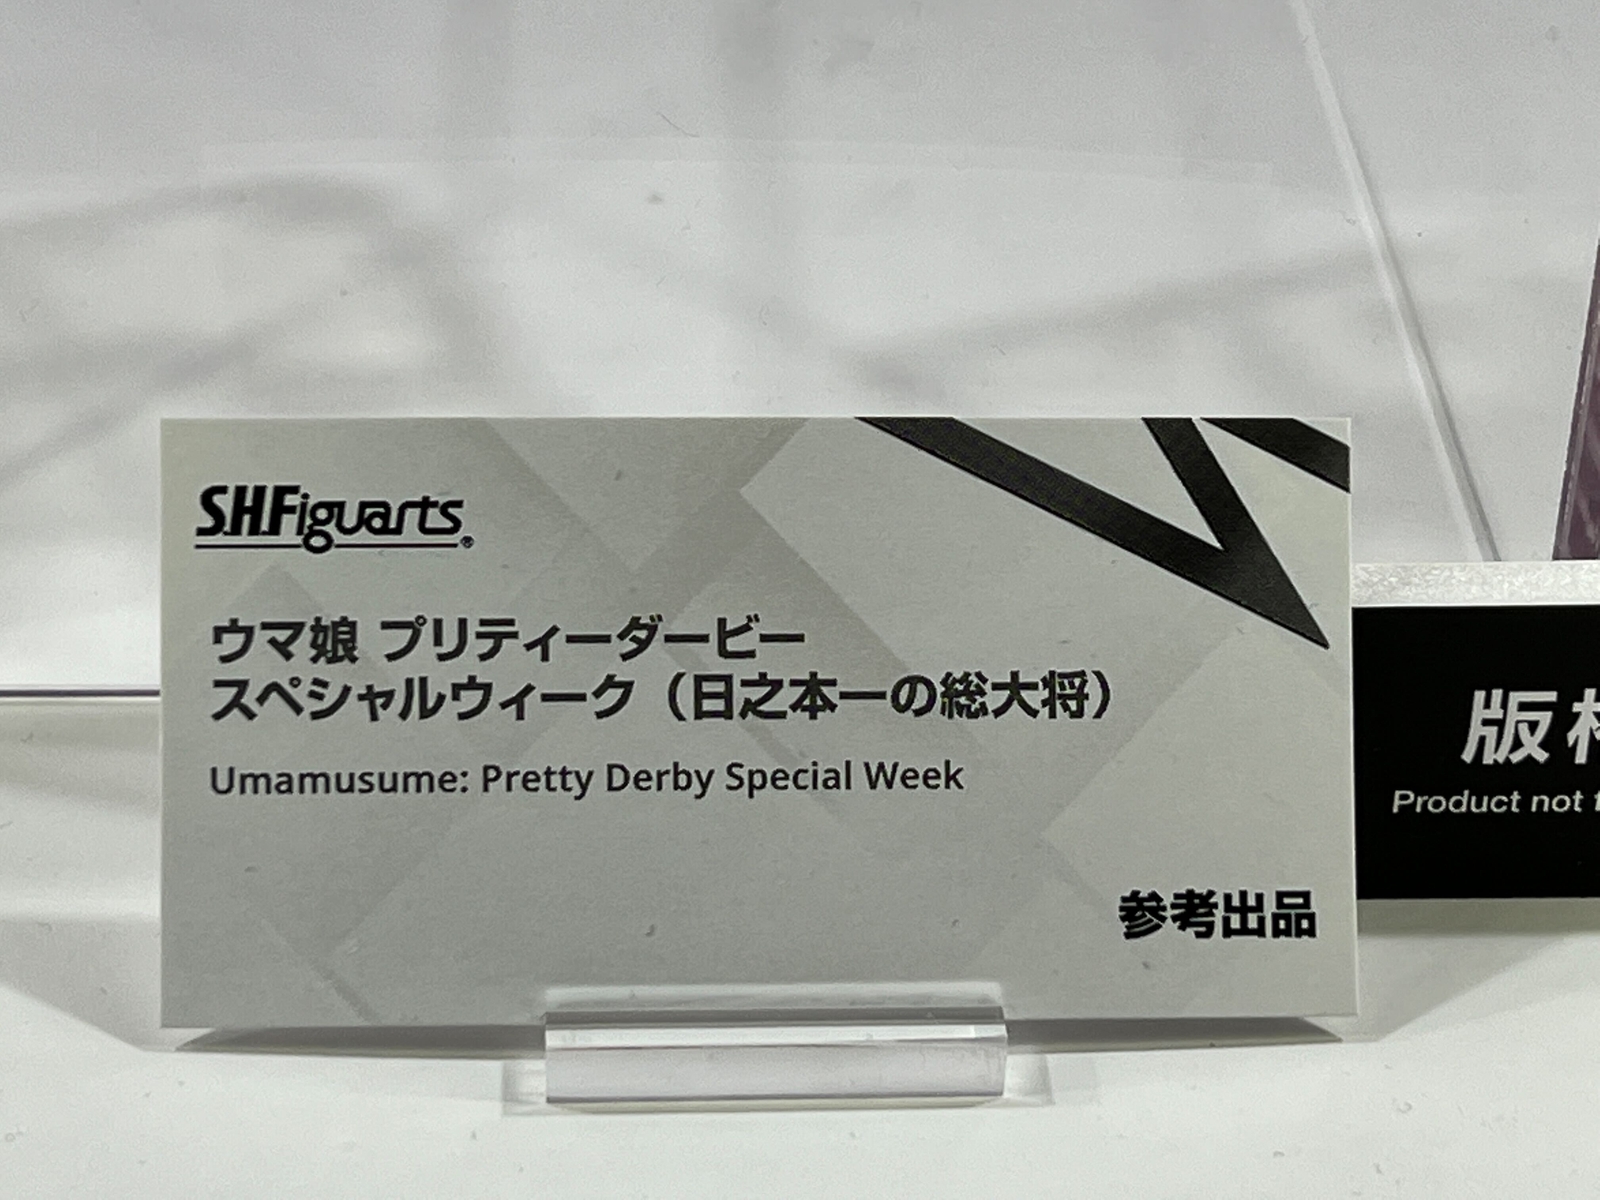 S.H.Figuarts
ウマ娘 プリティーダービー
スペシャルウィーク（日之本一の総大将）
Umamusume: Pretty Derby Special Week
参考出品
版
Product not